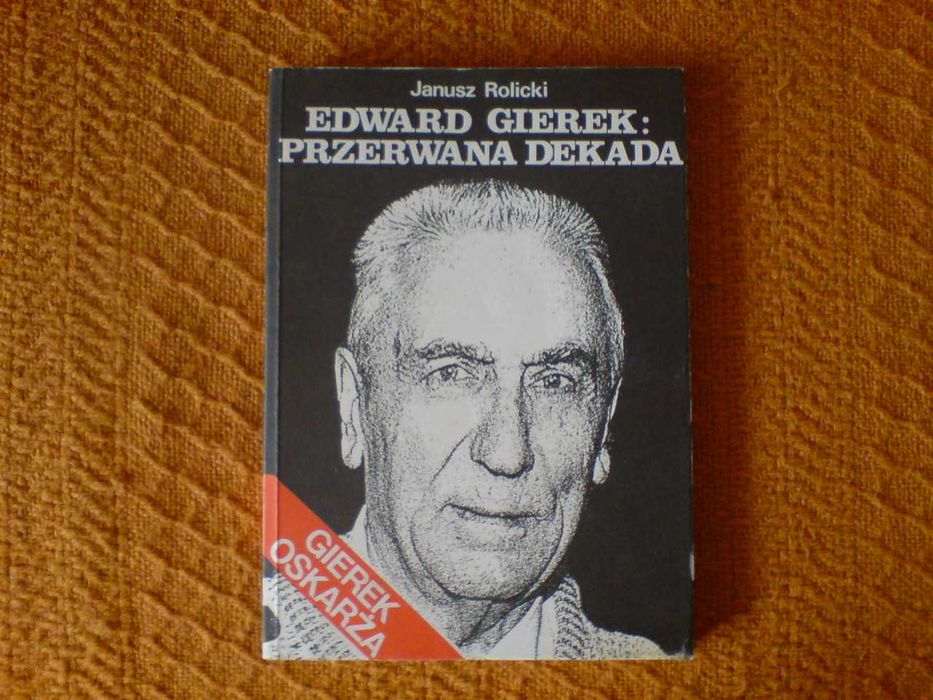 Janusz Rolicki
EDWARD GIEREK:
PRZERWANA DEKADA
GIEREK
OSKARŻA